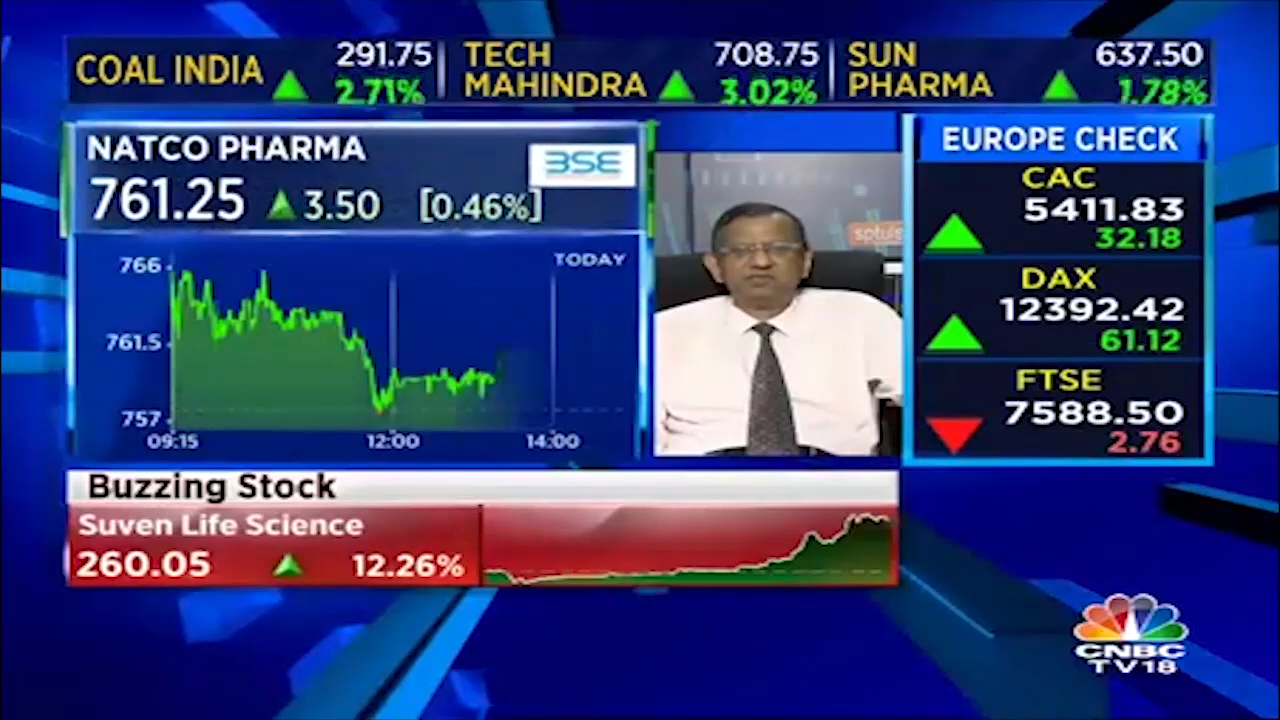 COAL INDIA
291.75
2.71%
TECH
MAHINDRA
708.75
3.02%
SUN
PHARMA
637.50
1.78%
NATCO PHARMA
BSE
761.25
3.50
[0.46%]
TODAY
766
761.5
757
09:15
12:00
14:00
EUROPE CHECK
CAC
5411.83
32.18
DAX
12392.42
61.12
FTSE
7588.50
2.76
Buzzing Stock
Suven Life Science
260.05
12.26%
CNBC
TV18